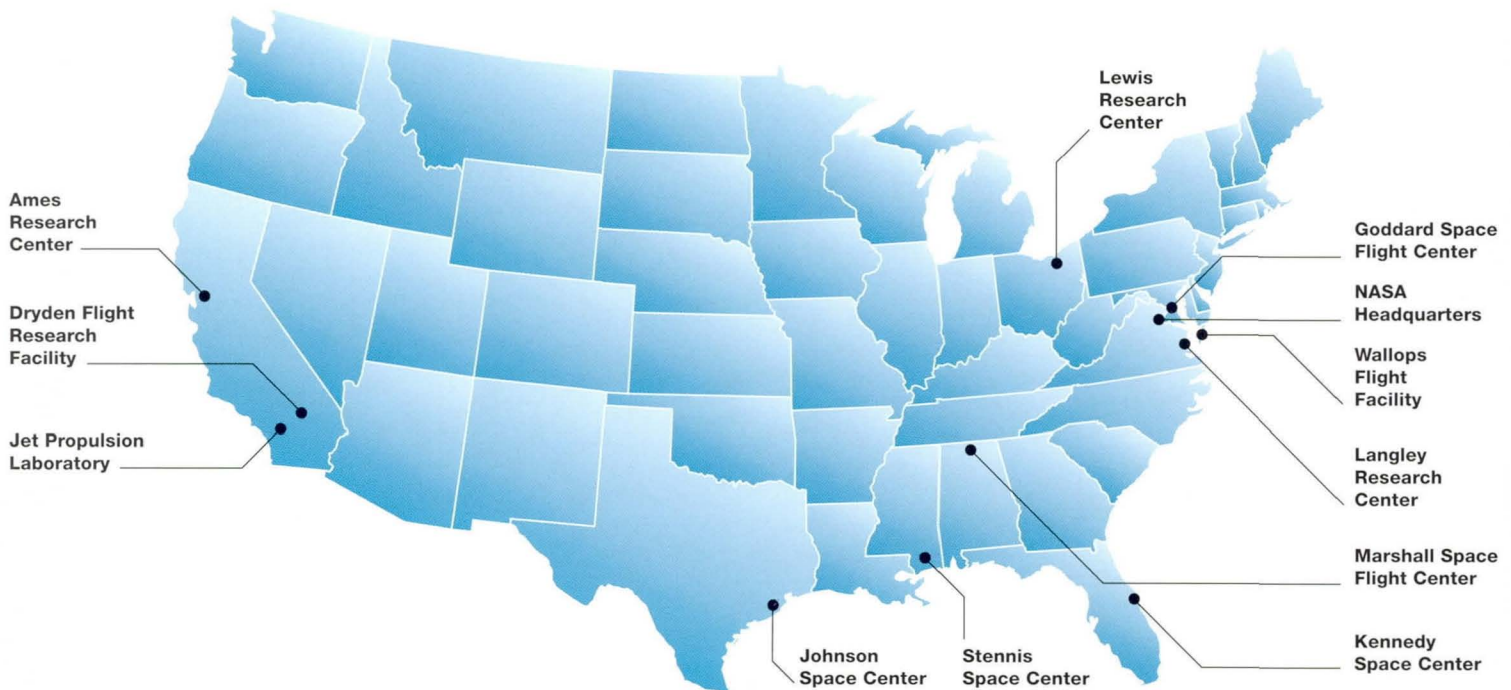 Ames
Research
Center
Dryden Flight
Research
Facility
Jet Propulsion
Laboratory
Johnson
Space Center
Stennis
Space Center
Lewis
Research
Center
Goddard Space
Flight Center
NASA
Headquarters
Wallops
Flight
Facility
Langley
Research
Center
Marshall Space
Flight Center
Kennedy
Space Center